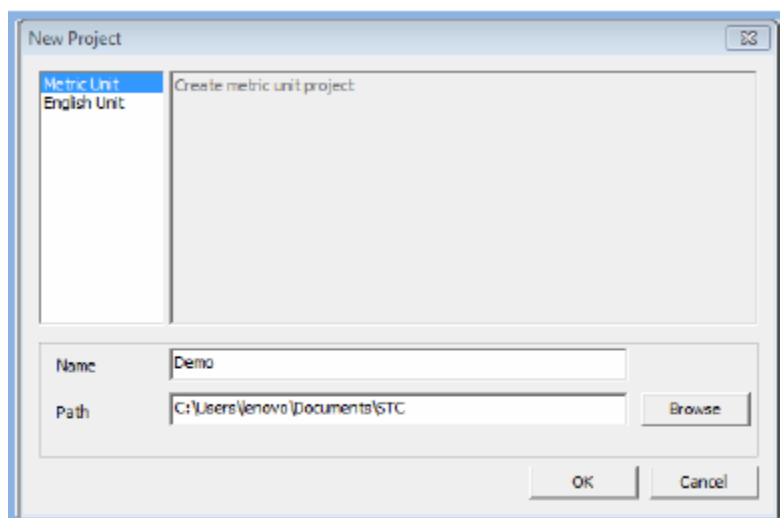 New Project
Metric Unit
English Unit
Create metric unit project
Name
Demo
Path
C:\Users\lenovo\Documents\STC
Browse
OK
Cancel